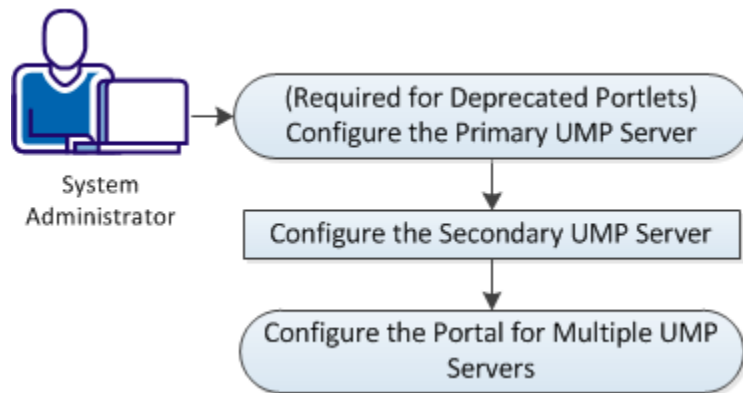 (Required for Deprecated Portlets)
Configure the Primary UMP Server
System
Administrator
Configure the Secondary UMP Server
Configure the Portal for Multiple UMP
Servers